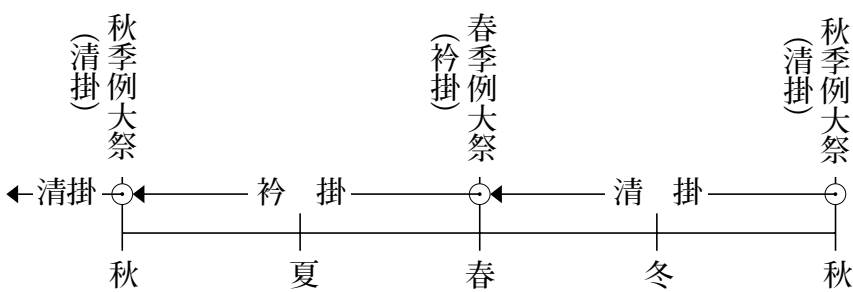 秋季例大祭
(清掛)
清 掛
春季例大祭
(衿掛)
衿 掛
秋季例大祭
(清掛)
清掛
秋
冬
春
夏
秋